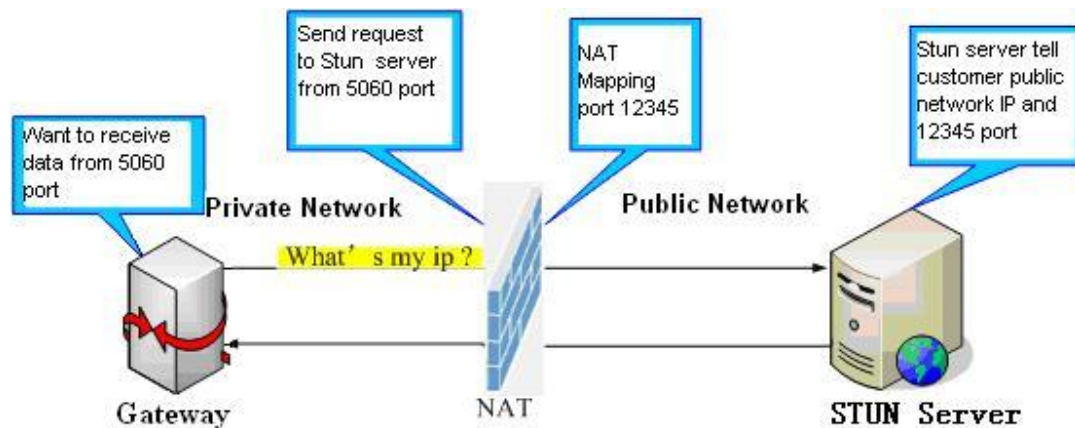 Send request
to Stun server
from 5060 port
NAT
Mapping
port 12345
Stun server tell
customer public
network IP and
12345 port
Want to receive
data from 5060
port
Private Network
Public Network
What's my ip ?
Gateway
NAT
STUN Server